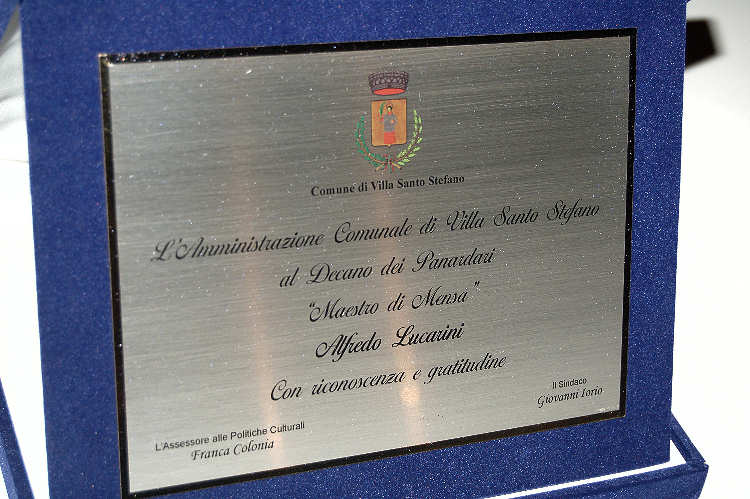 Comune di Villa Santo Stefano
L'Amministrazione Comunale di Villa Santo Stefano
al Decano dei Panardari
"Maestro di Mensa"
Alfredo Lucarini
Con riconoscenza e gratitudine
L'Assessore alle Politiche Culturali
Franca Colonia
Il Sindaco
Giovanni Iorio